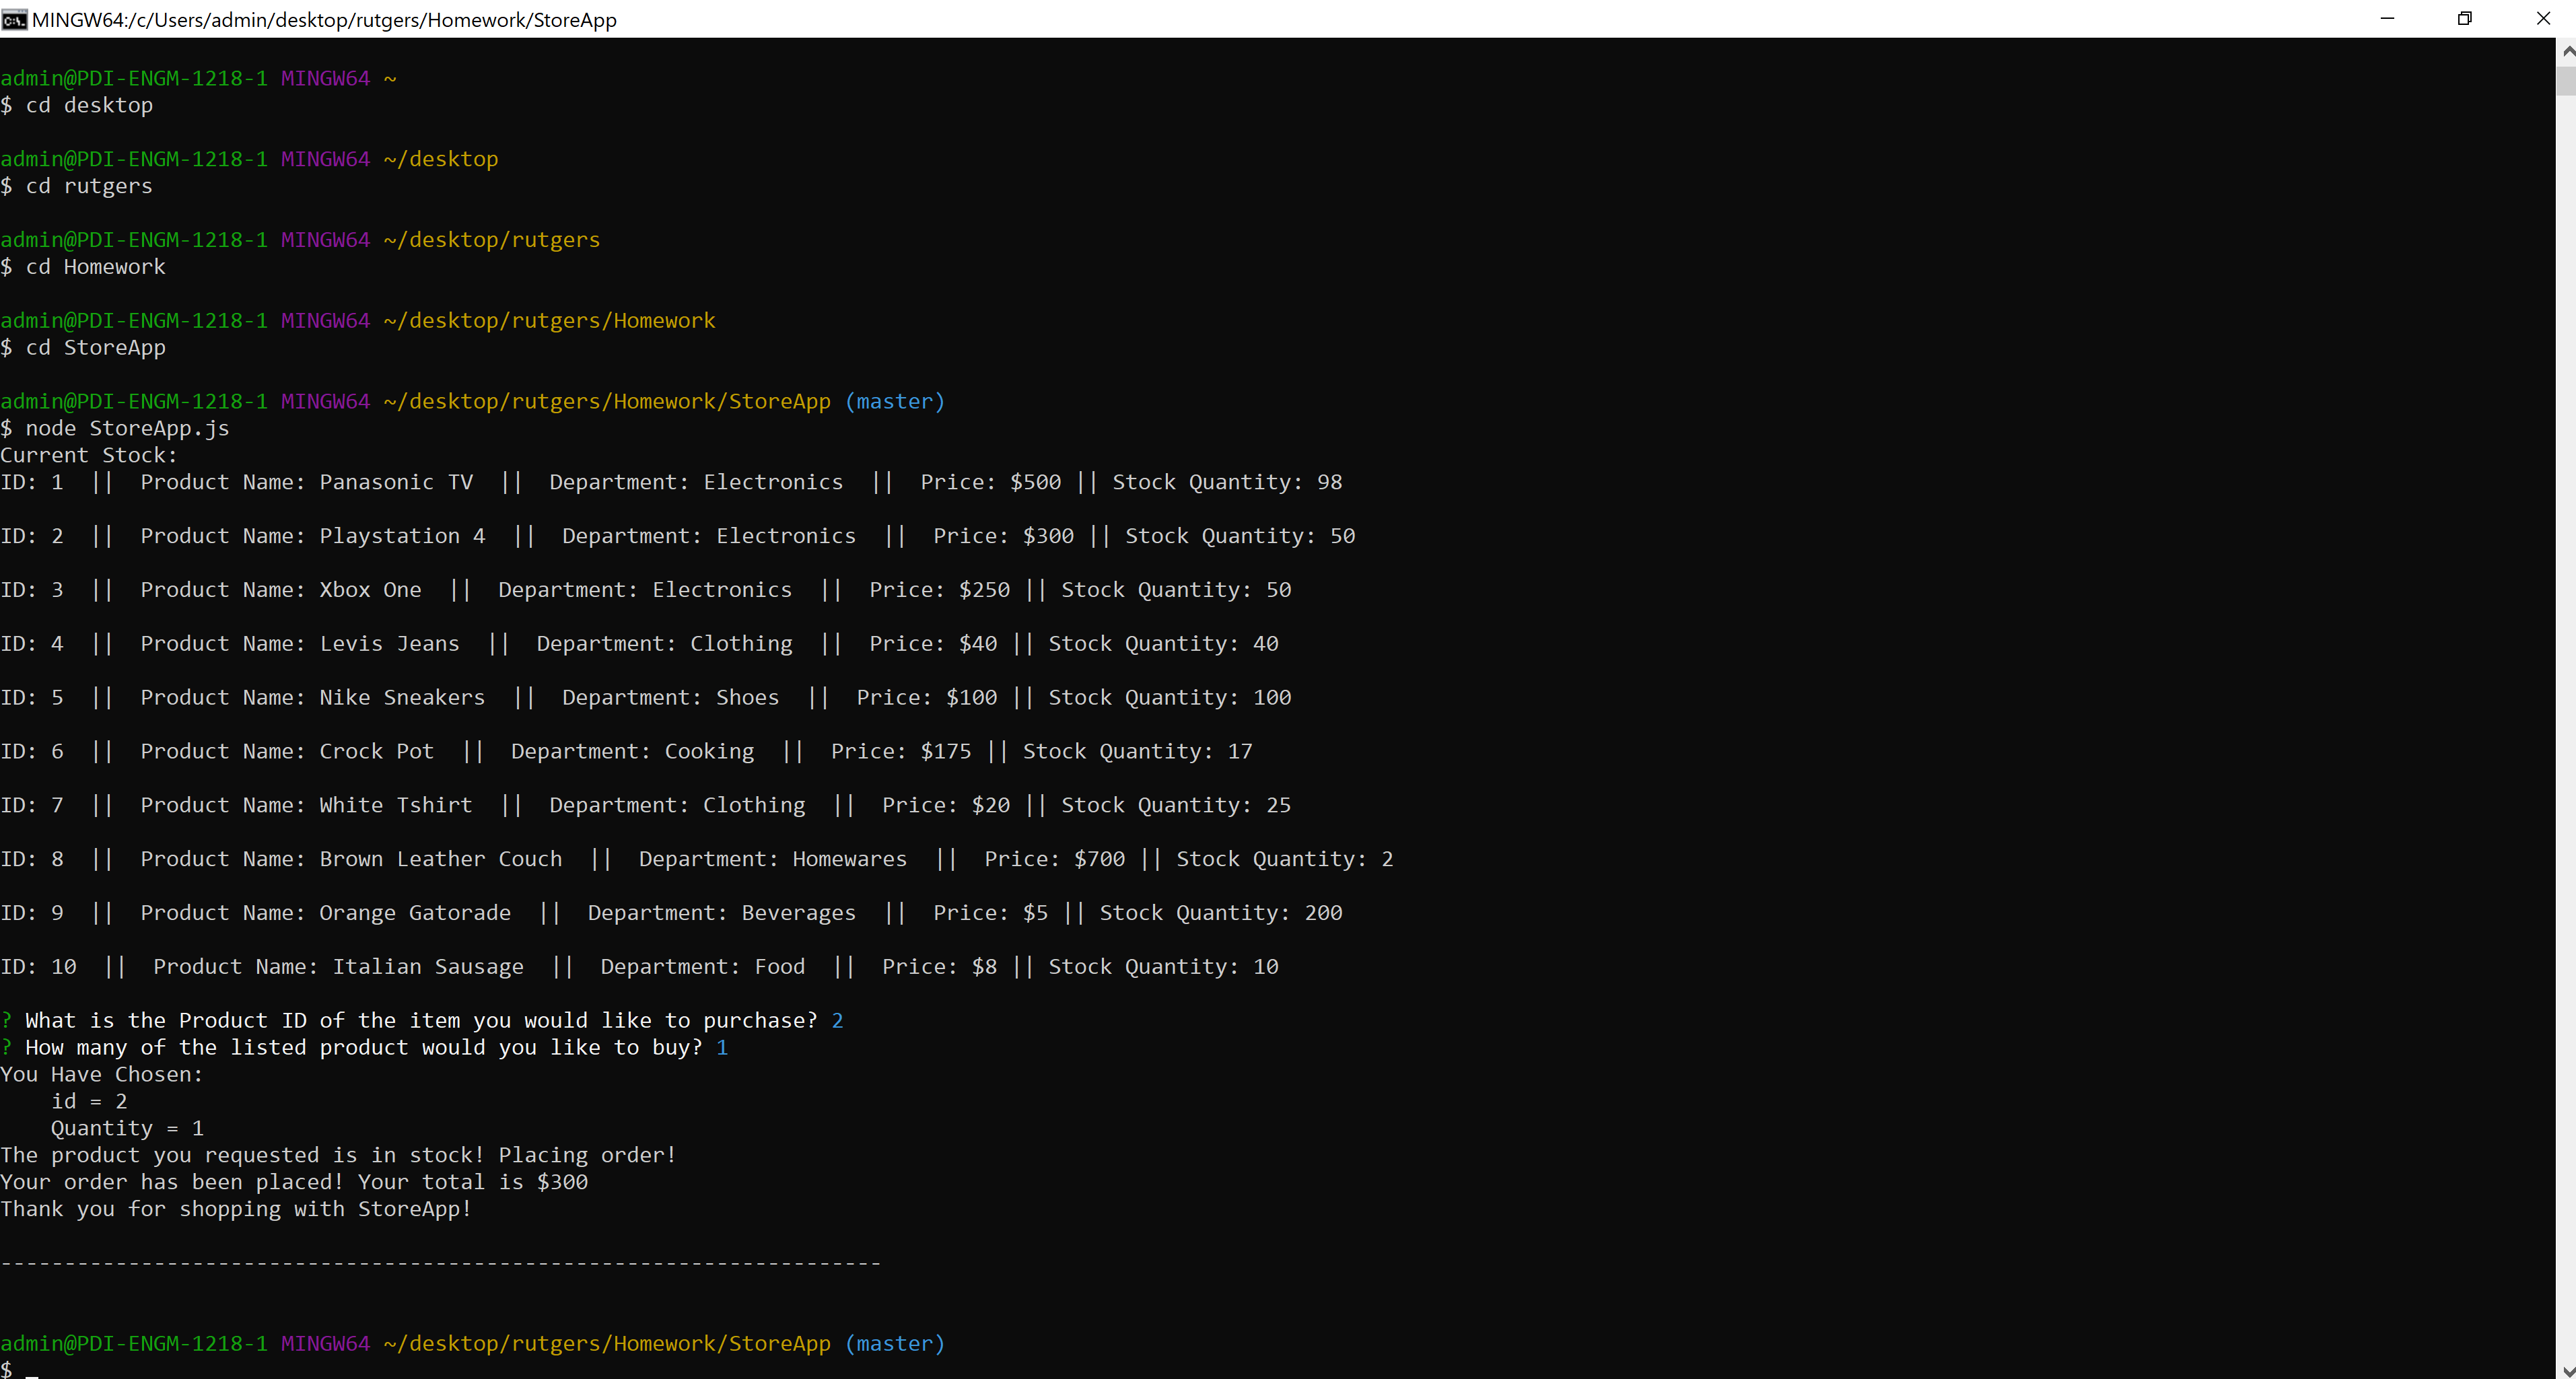 MINGW64:/c/Users/admin/desktop/rutgers/Homework/StoreApp
admin@PDI-ENGM-1218-1 MINGW64 ~
$ cd desktop
admin@PDI-ENGM-1218-1 MINGW64 ~/desktop
$ cd rutgers
admin@PDI-ENGM-1218-1 MINGW64 ~/desktop/rutgers
$ cd Homework
admin@PDI-ENGM-1218-1 MINGW64 ~/desktop/rutgers/Homework
$ cd StoreApp
admin@PDI-ENGM-1218-1 MINGW64 ~/desktop/rutgers/Homework/StoreApp (master)
$ node StoreApp.js
Current Stock:
ID: 1  ||  Product Name: Panasonic TV  ||  Department: Electronics  ||  Price: $500 || Stock Quantity: 98
ID: 2  ||  Product Name: Playstation 4  ||  Department: Electronics  ||  Price: $300 || Stock Quantity: 50
ID: 3  ||  Product Name: Xbox One  ||  Department: Electronics  ||  Price: $250 || Stock Quantity: 50
ID: 4  ||  Product Name: Levis Jeans  ||  Department: Clothing  ||  Price: $40 || Stock Quantity: 40
ID: 5  ||  Product Name: Nike Sneakers  ||  Department: Shoes  ||  Price: $100 || Stock Quantity: 100
ID: 6  ||  Product Name: Crock Pot  ||  Department: Cooking  ||  Price: $175 || Stock Quantity: 17
ID: 7  ||  Product Name: White Tshirt  ||  Department: Clothing  ||  Price: $20 || Stock Quantity: 25
ID: 8  ||  Product Name: Brown Leather Couch  ||  Department: Homewares  ||  Price: $700 || Stock Quantity: 2
ID: 9  ||  Product Name: Orange Gatorade  ||  Department: Beverages  ||  Price: $5 || Stock Quantity: 200
ID: 10  ||  Product Name: Italian Sausage  ||  Department: Food  ||  Price: $8 || Stock Quantity: 10
? What is the Product ID of the item you would like to purchase? 2
? How many of the listed product would you like to buy? 1
You Have Chosen:
    id = 2
    Quantity = 1
The product you requested is in stock! Placing order!
Your order has been placed! Your total is $300
Thank you for shopping with StoreApp!
---------------------------------------------------------------------
admin@PDI-ENGM-1218-1 MINGW64 ~/desktop/rutgers/Homework/StoreApp (master)
$ _